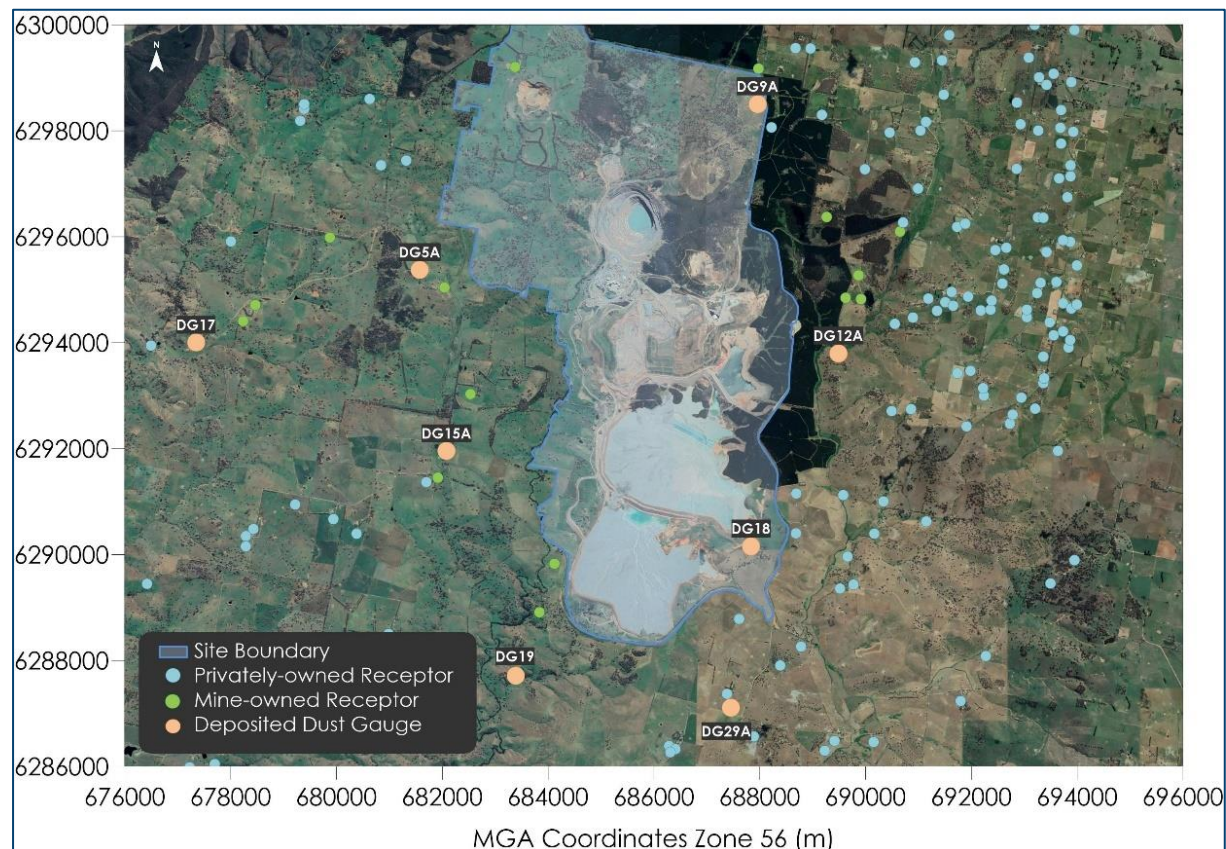 6300000
N
DG9A
6298000
6296000
DG5A
DG17
6294000
DG12A
DG15A
6292000
DG18
6290000
Site Boundary
6288000
DG19
Privately-owned Receptor
Mine-owned Receptor
Deposited Dust Gauge
DG29A
6286000
676000 678000 680000 682000 684000 686000 688000 690000 692000 694000 696000
MGA Coordinates Zone 56 (m)